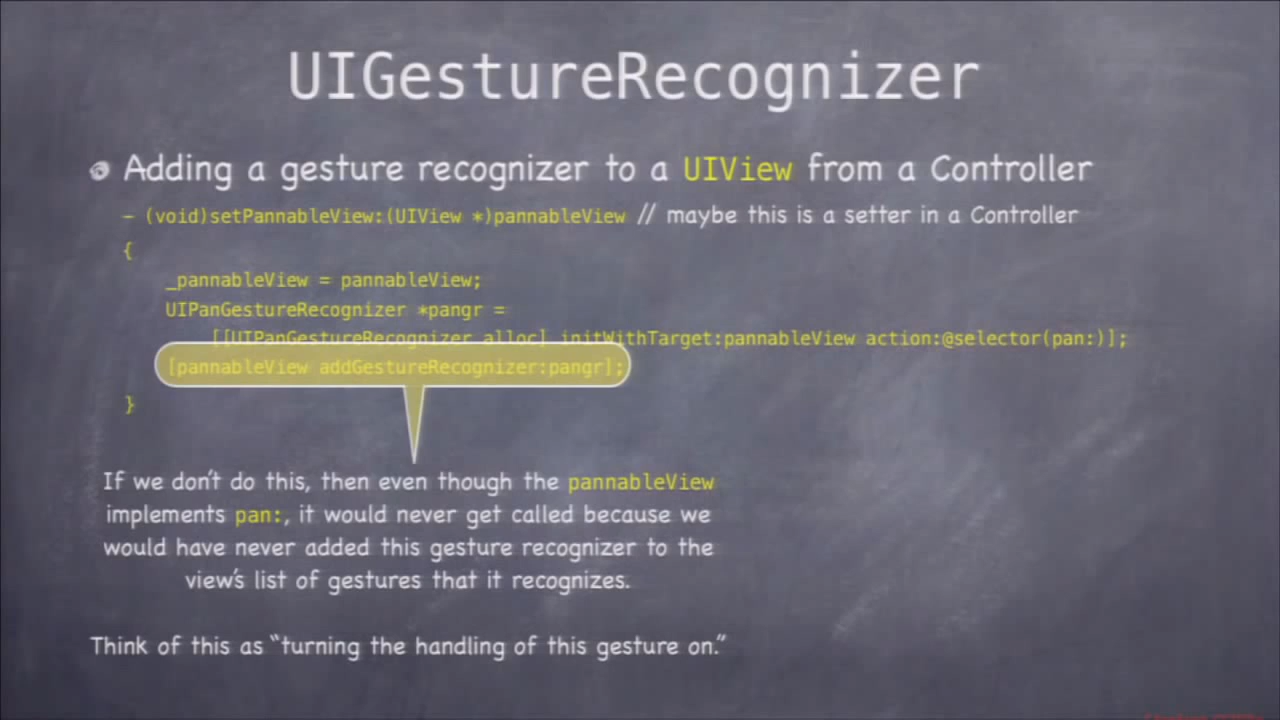 UIGestureRecognizer
Adding a gesture recognizer to a UIView from a Controller
- (void)setPannableView:(UIView *)pannableView // maybe this is a setter in a Controller
{
_pannableView = pannableView;
UIPanGestureRecognizer *pangr =
[[UIPanGestureRecognizer alloc] initWithTarget:pannableView action:@selector(pan:)];
[pannableView addGestureRecognizer:pangr];
}
If we don't do this, then even though the pannableView
implements pan:, it would never get called because we
would have never added this gesture recognizer to the
view's list of gestures that it recognizes.
Think of this as “turning the handling of this gesture on.”